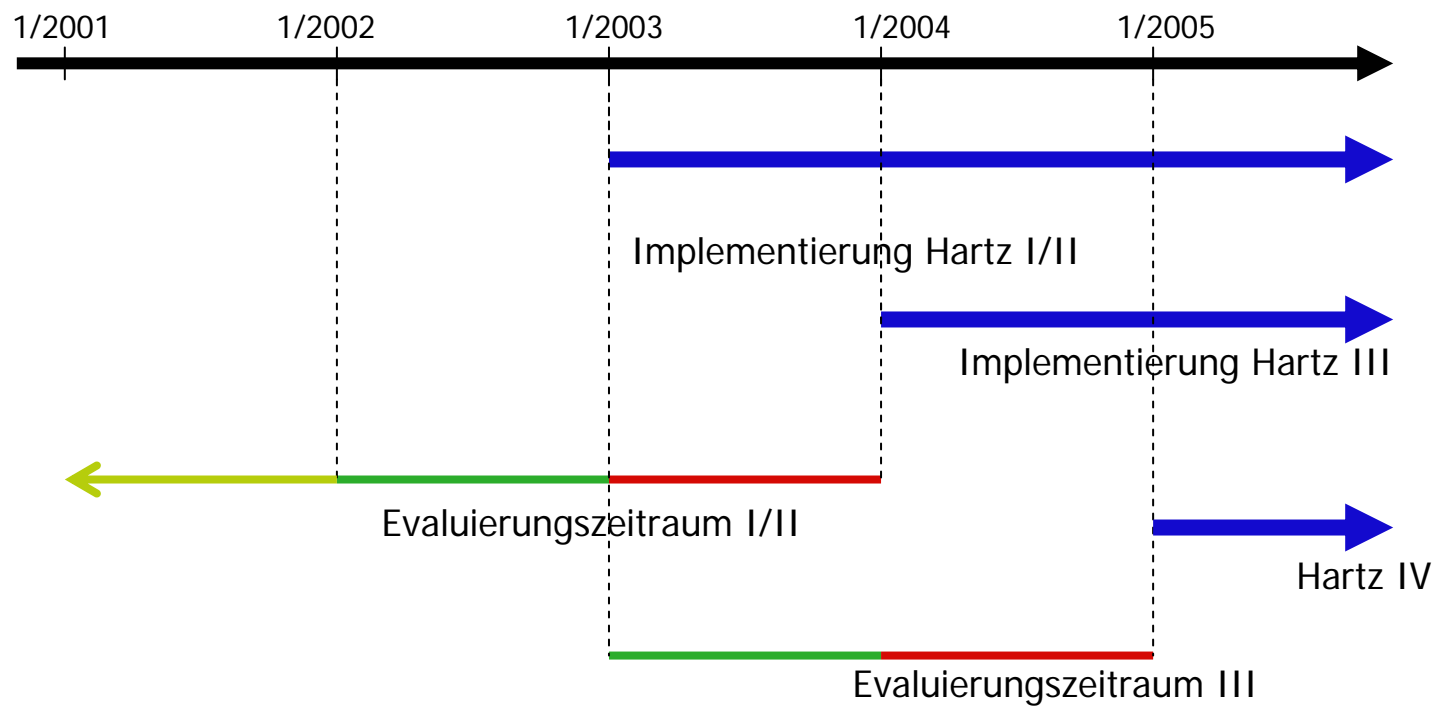 1/2001 1/2002 1/2003 1/2004 1/2005
Implementierung Hartz I/II
Implementierung Hartz III
Evaluierungszeitraum I/II
Hartz IV
Evaluierungszeitraum III